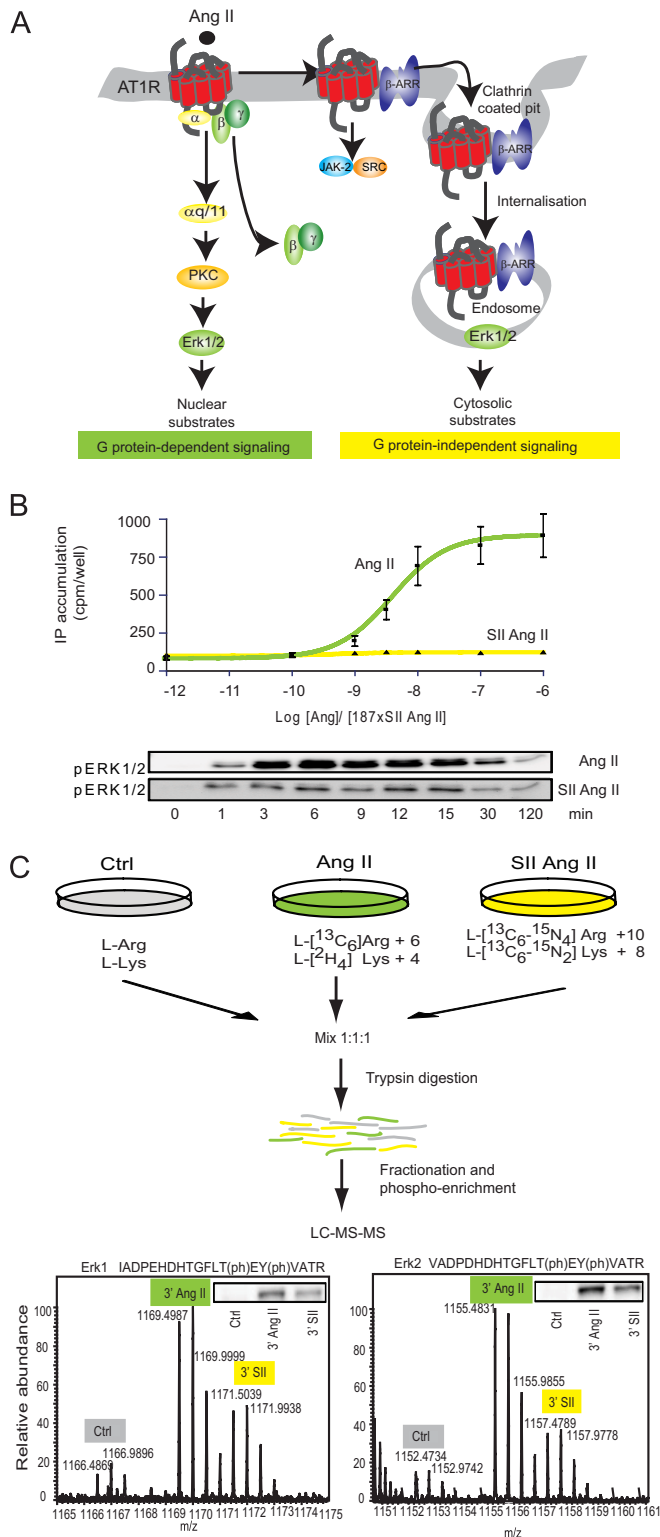 A
Ang II
AT1R
α
β
γ
β-ARR
Clathrin
coated pit
JAK-2
SRC
β-ARR
αq/11
β
γ
Internalisation
PKC
β-ARR
Endosome
Erk1/2
Erk1/2
Nuclear
substrates
Cytosolic
substrates
G protein-dependent signaling
G protein-independent signaling
B
IP accumulation
(cpm/well)
1000
750
500
250
0
Ang II
SII Ang II
-12 -11 -10 -9 -8 -7 -6
Log [Ang]/ [187xSII Ang II]
pERK1/2
Ang II
pERK1/2
SII Ang II
0 1 3 6 9 12 15 30 120 min
C
Ctrl
Ang II
SII Ang II
L-Arg
L-Lys
L-[13C6]Arg + 6
L-[2H4] Lys + 4
L-[13C6-15N4] Arg +10
L-[13C6-15N2] Lys + 8
Mix 1:1:1
Trypsin digestion
Fractionation and
phospho-enrichment
LC-MS-MS
Erk1 IADPEHDHTGFLT(ph)EY(ph)VATR
3' Ang II
1169.4987
Ctrl
3' Ang II
3' SII
1169.9999
3' SII
1171.5039
1171.9938
Ctrl
1166.9896
1166.4869
Relative abundance
100
80
60
40
20
0
1165 1166 1167 1168 1169 1170 1171 1172 1173 1174 1175
m/z
Erk2 VADPDHDHTGFLT(ph)EY(ph)VATR
3' Ang II
1155.4831
Ctrl
3' Ang II
3' SII
1155.9855
3' SII
1157.4789
1157.9778
Ctrl
1152.4734
1152.9742
100
80
60
40
20
0
1151 1152 1153 1154 1155 1156 1157 1158 1159 1160 1161
m/z